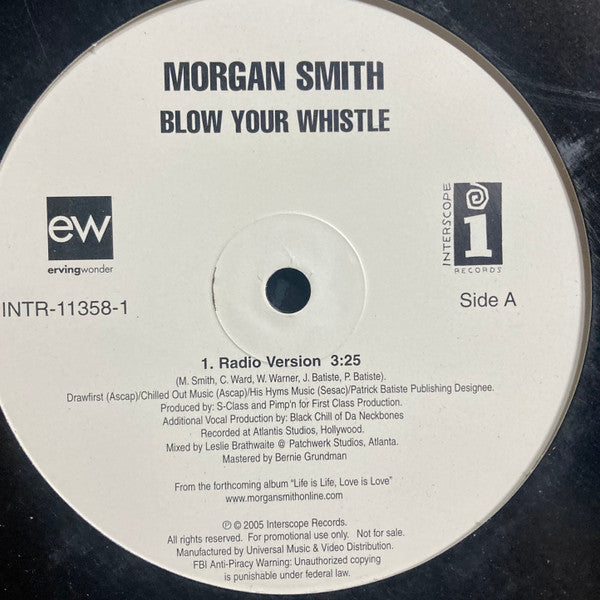 MORGAN SMITH
BLOW YOUR WHISTLE
ew
ervingwonder
INTERSCOPE
i
RECORDS
INTR-11358-1
Side A
1. Radio Version 3:25
(M. Smith, C. Ward, W. Warner, J. Batiste, P. Batiste).
Drawfirst (Ascap)/Chilled Out Music (Ascap)/His Hyms Music (Sesac)/Patrick Batiste Publishing Designee.
Produced by: S-Class and Pimp'n for First Class Production.
Additional Vocal Production by: Black Chill of Da Neckbones
Recorded at Atlantis Studios, Hollywood.
Mixed by Leslie Brathwaite @ Patchwerk Studios, Atlanta.
Mastered by Bernie Grundman
From the forthcoming album "Life is Life, Love is Love"
www.morgansmithonline.com
℗ © 2005 Interscope Records.
All rights reserved. For promotional use only. Not for sale.
Manufactured by Universal Music & Video Distribution.
FBI Anti-Piracy Warning: Unauthorized copying
is punishable under federal law.